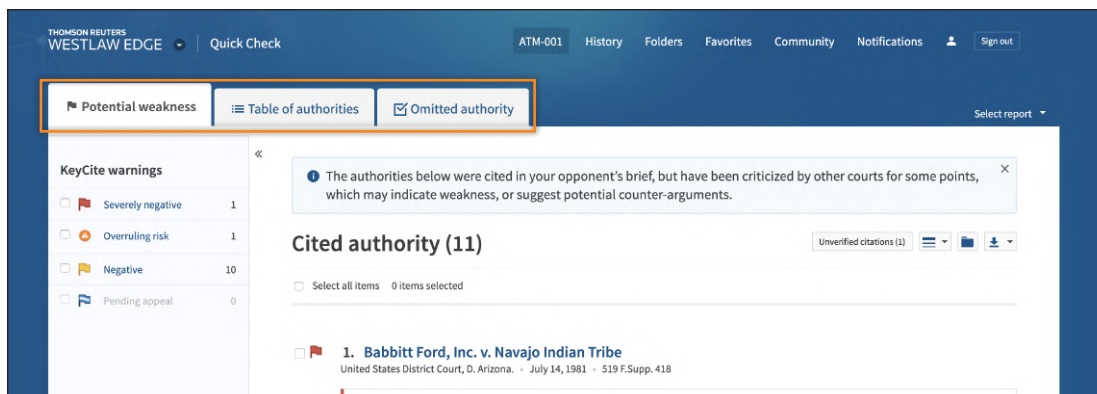 THOMSON REUTERS
WESTLAW EDGE Quick Check ATM-001 History Folders Favorites Community Notifications Sign out
Potential weakness Table of authorities Omitted authority
Select report
KeyCite warnings
Severely negative 1
Overruling risk 1
Negative 10
Pending appeal 0
The authorities below were cited in your opponent's brief, but have been criticized by other courts for some points,
which may indicate weakness, or suggest potential counter-arguments.
Cited authority (11) Unverified citations (1)
Select all items 0 items selected
1. Babbitt Ford, Inc. v. Navajo Indian Tribe
United States District Court, D. Arizona. • July 14, 1981 • 519 F.Supp. 418